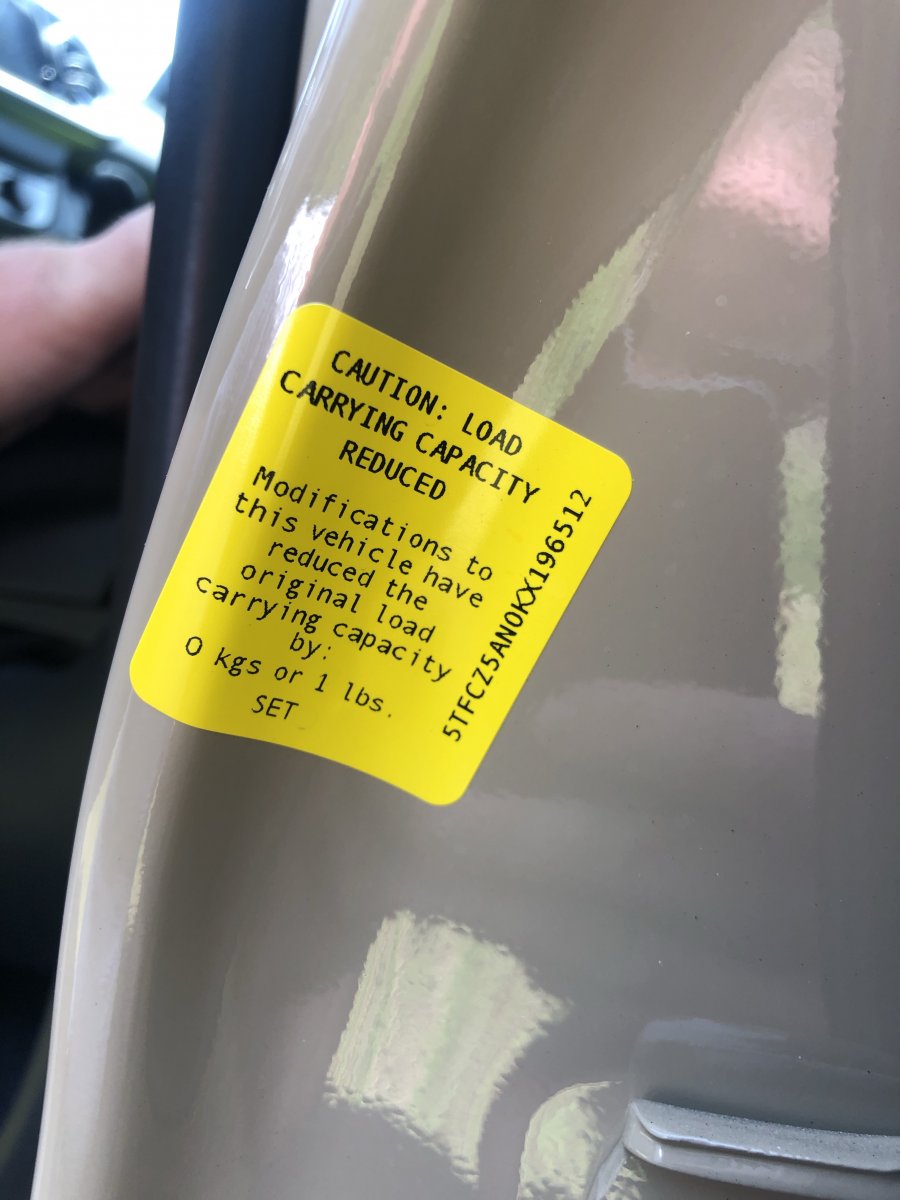 CAUTION: LOAD
CARRYING CAPACITY
REDUCED
Modifications to
this vehicle have
reduced the
original load
carrying capacity
by:
0 kgs or 1 lbs.
SET
5TFCZ5AN0KX196512